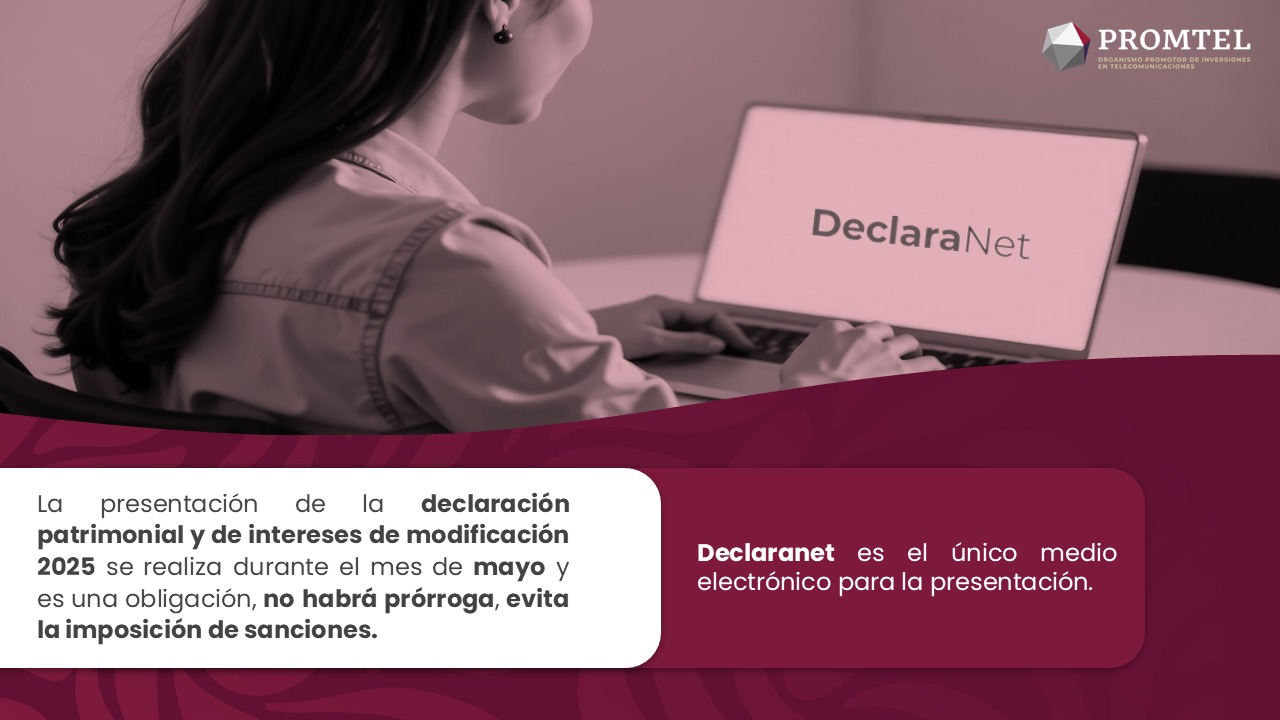 PROMTEL
ORGANISMO PROMOTOR DE INVERSIONES
EN TELECOMUNICACIONES
DeclaraNet
La presentación de la declaración
patrimonial y de intereses de modificación
2025 se realiza durante el mes de mayo y
es una obligación, no habrá prórroga, evita
la imposición de sanciones.
Declaranet es el único medio
electrónico para la presentación.